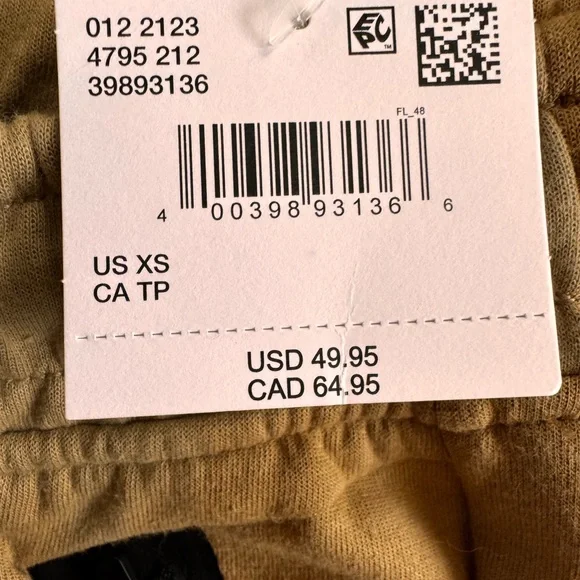 012 2123
4795 212
39893136
EPC™
FL_48
4 00398 93136 6
US XS
CA TP
USD 49.95
CAD 64.95